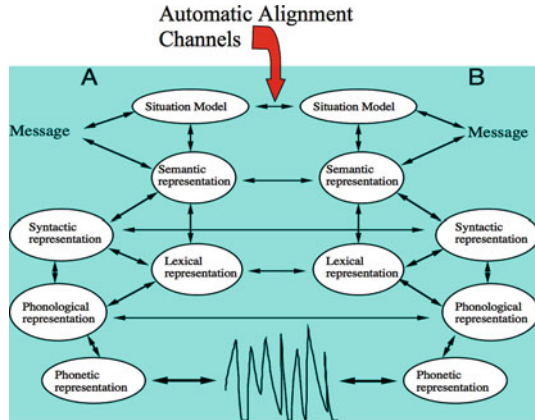 Automatic Alignment
Channels
A
B
Situation Model
Situation Model
Message
Message
Semantic
representation
Semantic
representation
Syntactic
representation
Syntactic
representation
Lexical
representation
Lexical
representation
Phonological
representation
Phonological
representation
Phonetic
representation
Phonetic
representation